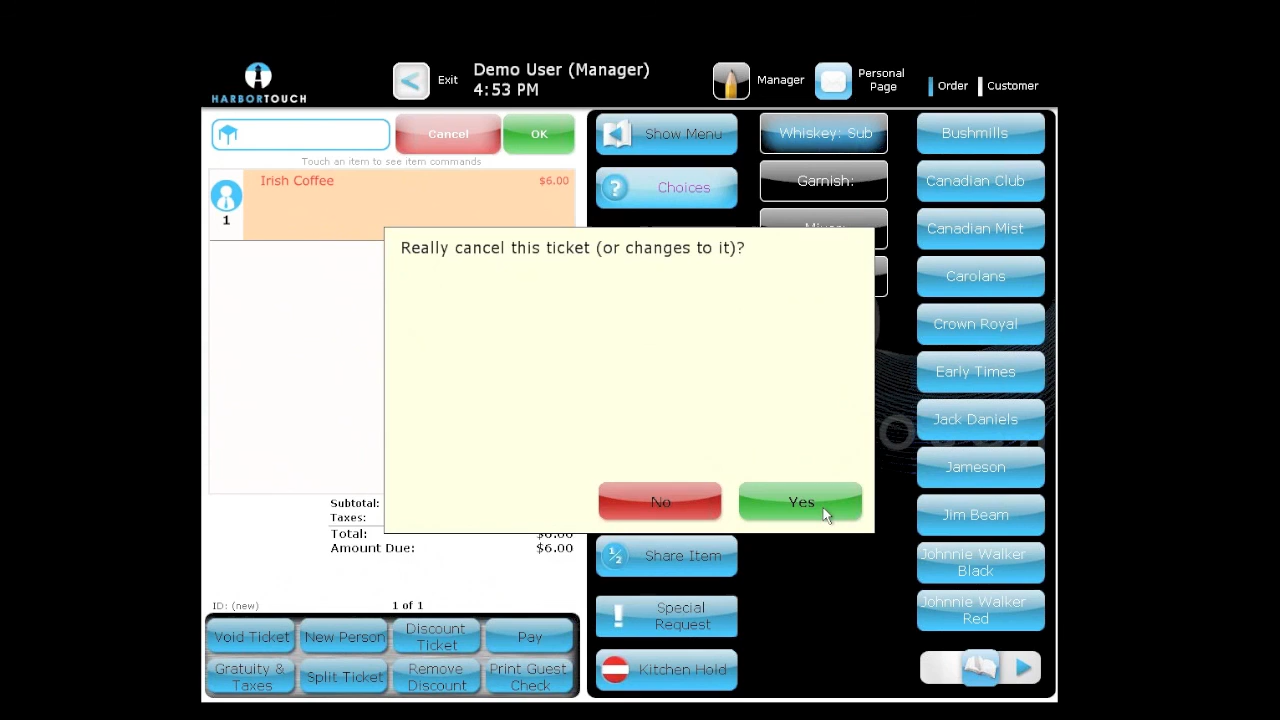 HARBORTOUCH
Exit
Demo User (Manager)
4:53 PM
Manager
Personal
Page
Order
Customer
Cancel
OK
Touch an item to see item commands
Irish Coffee
$6.00
1
Show Menu
Choices
Whiskey: Sub
Garnish:
Bushmills
Canadian Club
Canadian Mist
Carolans
Crown Royal
Early Times
Jack Daniels
Jameson
Jim Beam
Johnnie Walker
Black
Johnnie Walker
Red
Really cancel this ticket (or changes to it)?
No
Yes
Subtotal:
Taxes:
Total: $6.00
Amount Due: $6.00
ID: (new)
1 of 1
Void Ticket
New Person
Discount
Ticket
Pay
Gratuity &
Taxes
Split Ticket
Remove
Discount
Print Guest
Check
½
Share Item
Special
Request
Kitchen Hold